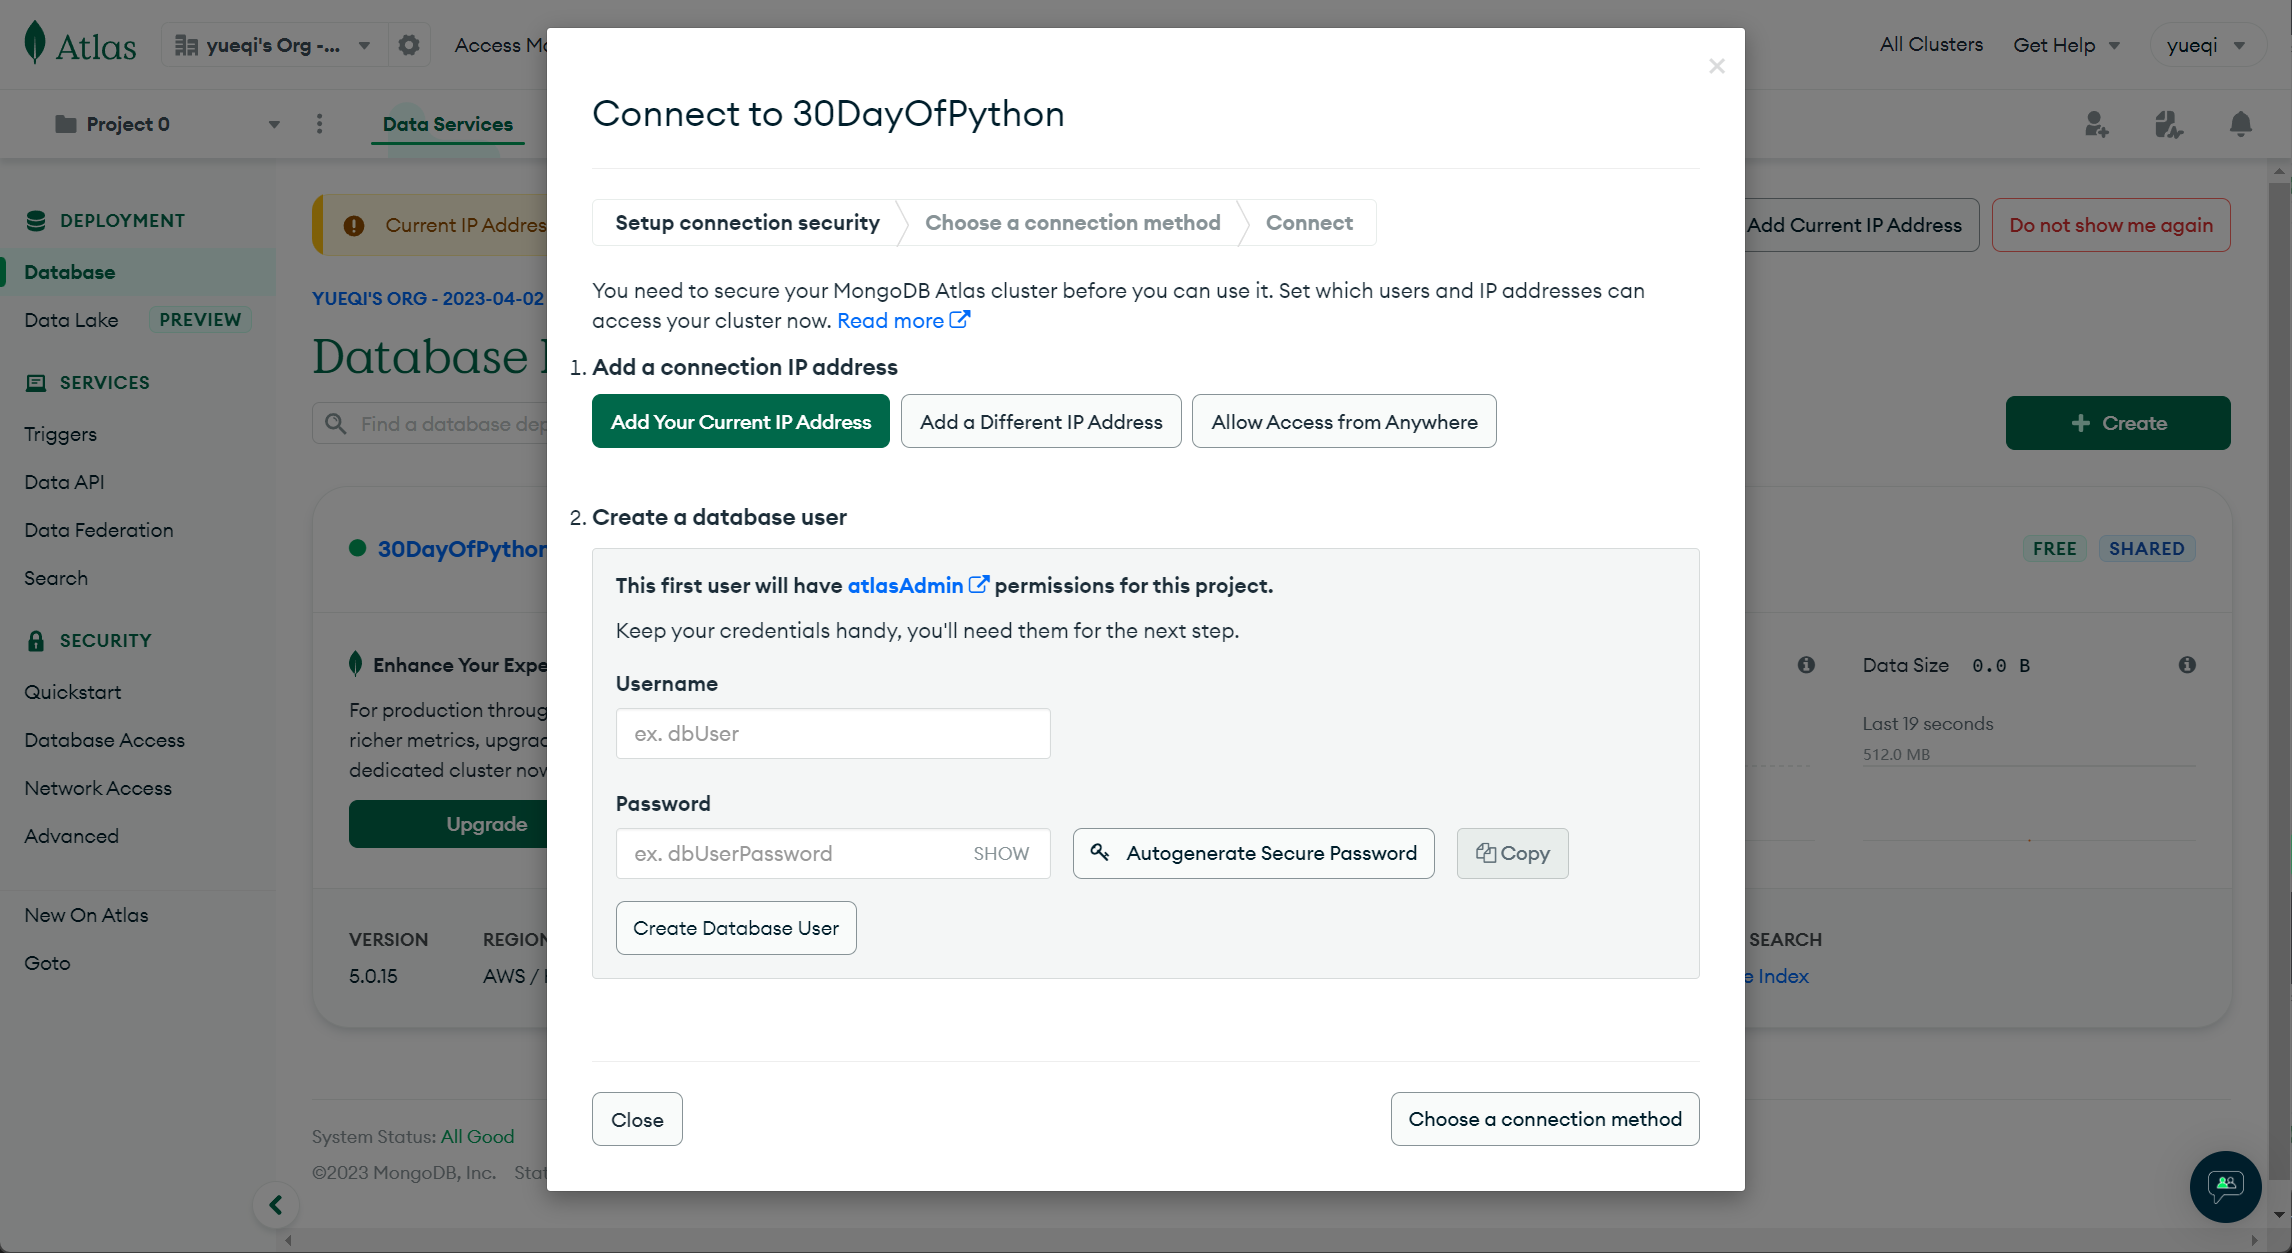 Atlas
yueqi's Org -...
Access Mo
All Clusters
Get Help
yueqi
Project 0
Data Services
DEPLOYMENT
Database
Data Lake PREVIEW
SERVICES
Triggers
Data API
Data Federation
Search
SECURITY
Quickstart
Database Access
Network Access
Advanced
New On Atlas
Goto
Current IP Addres
Add Current IP Address
Do not show me again
YUEQI'S ORG - 2023-04-02
Database
Find a database dep
+ Create
30DayOfPython
FREE SHARED
Enhance Your Expe
For production throug
richer metrics, upgrad
dedicated cluster now
Upgrade
Data Size 0.0 B
Last 19 seconds
512.0 MB
VERSION
5.0.15
REGION
AWS /
SEARCH
e Index
System Status: All Good
©2023 MongoDB, Inc. Stat
Connect to 30DayOfPython
Setup connection security
Choose a connection method
Connect
You need to secure your MongoDB Atlas cluster before you can use it. Set which users and IP addresses can
access your cluster now. Read more
1. Add a connection IP address
Add Your Current IP Address
Add a Different IP Address
Allow Access from Anywhere
2. Create a database user
This first user will have atlasAdmin permissions for this project.
Keep your credentials handy, you'll need them for the next step.
Username
ex. dbUser
Password
ex. dbUserPassword SHOW
Autogenerate Secure Password
Copy
Create Database User
Close
Choose a connection method